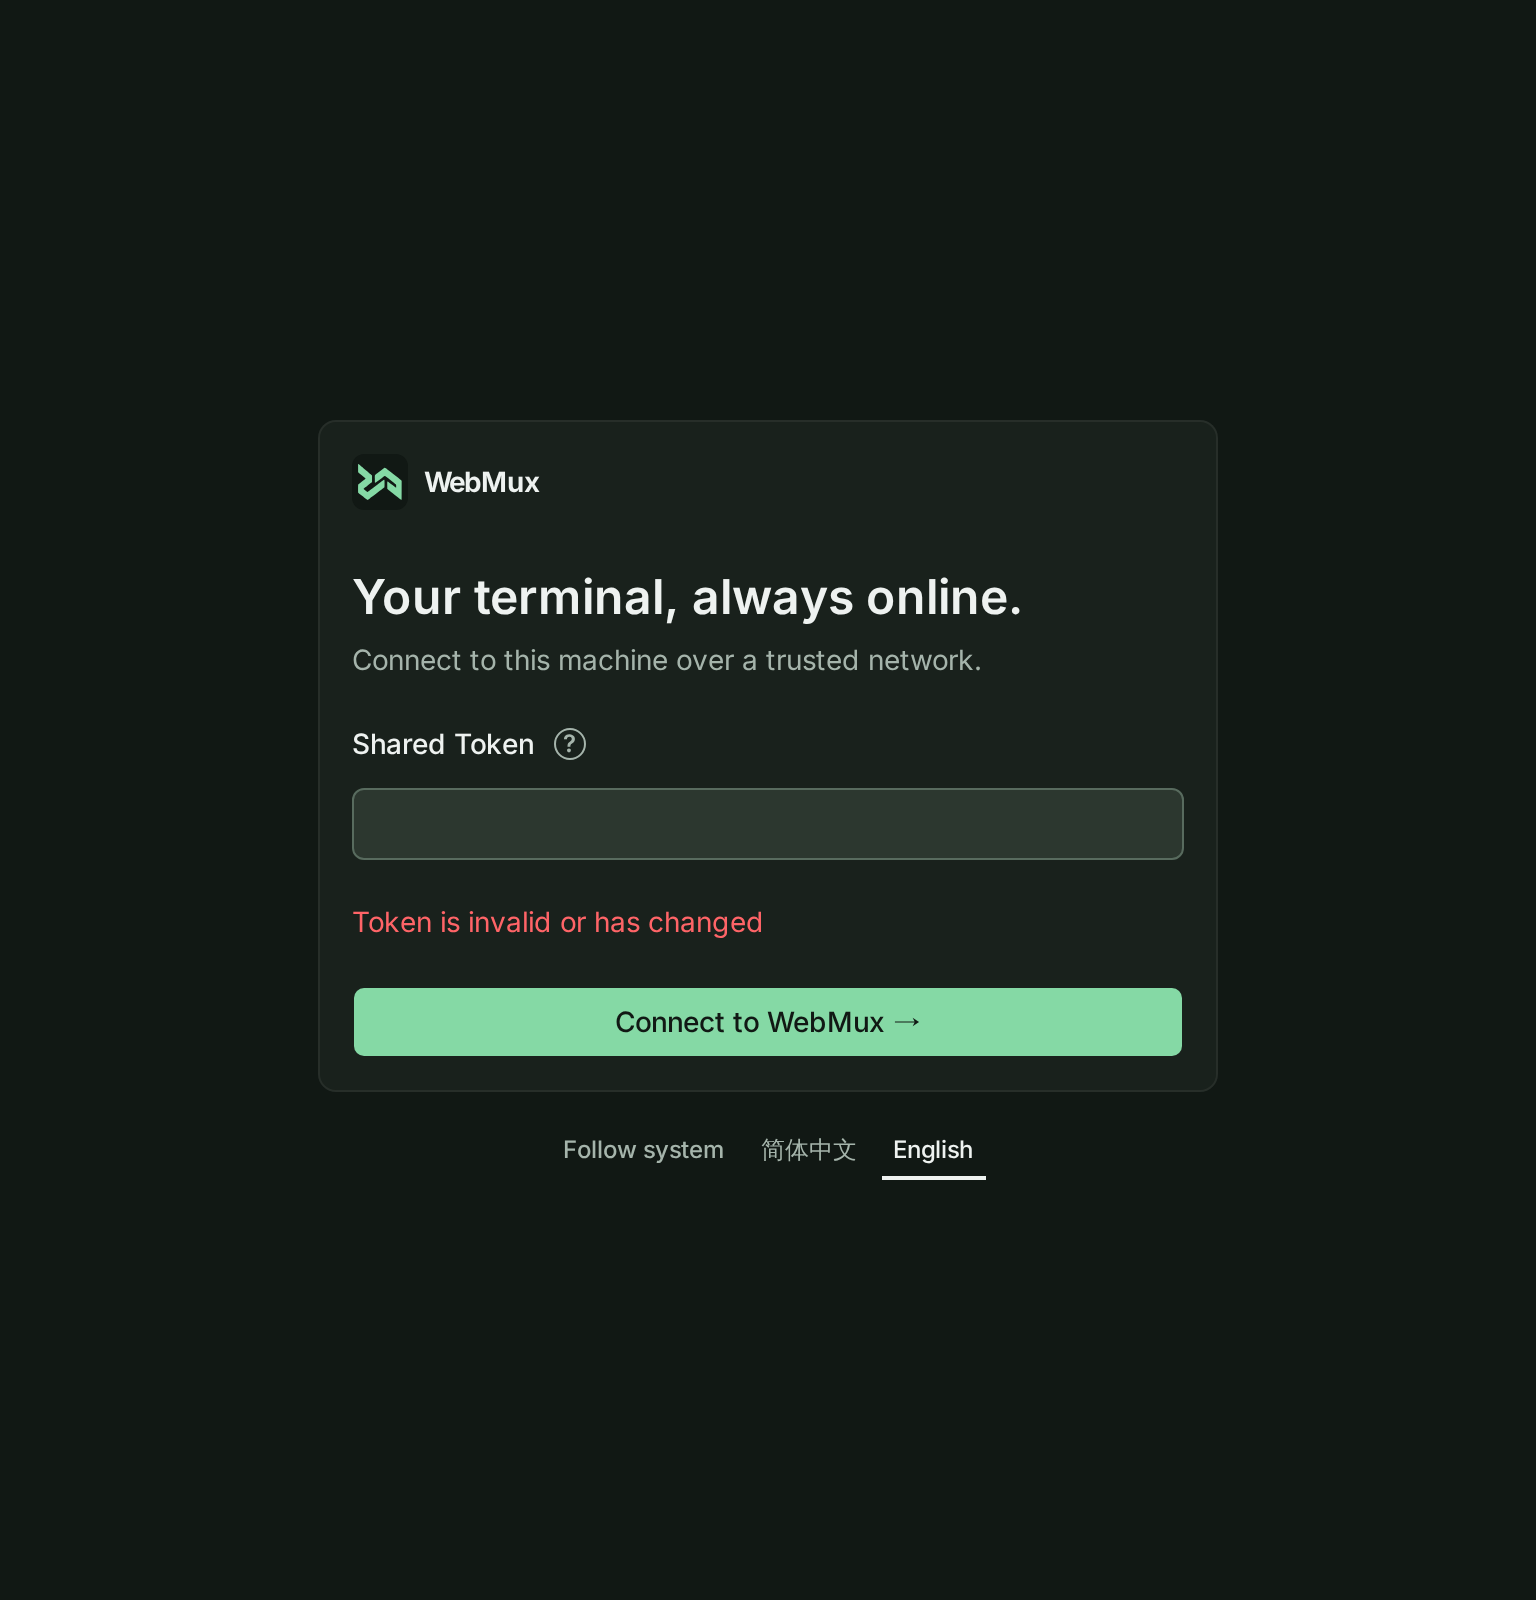 WebMux
Your terminal, always online.
Connect to this machine over a trusted network.
Shared Token ?
Token is invalid or has changed
Connect to WebMux →
Follow system 简体中文 English